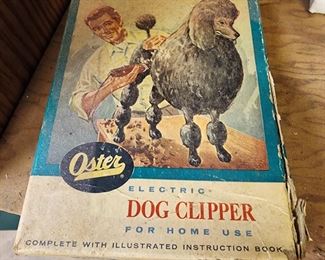 Oster
ELECTRIC
DOG CLIPPER
FOR HOME USE
COMPLETE WITH ILLUSTRATED INSTRUCTION BOOK